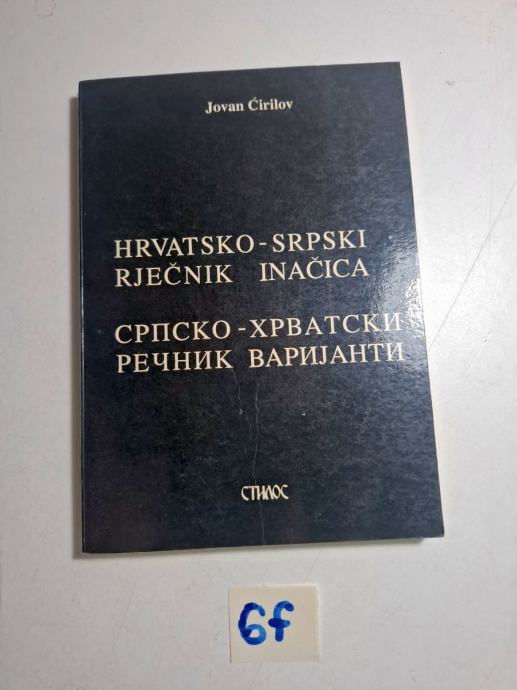 Jovan Ćirilov
HRVATSKO-SRPSKI
RJEČNIK INAČICA
СРПСКО-ХРВАТСКИ
РЕЧНИК ВАРИЈАНТИ
СТИЛОС
6f